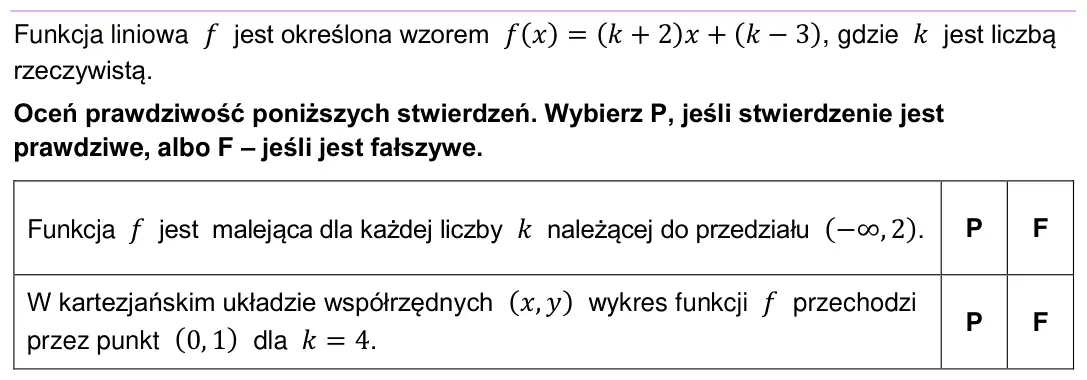 Funkcja liniowa f jest określona wzorem f(x) = (k + 2)x + (k − 3), gdzie k jest liczbą
rzeczywistą.
Oceń prawdziwość poniższych stwierdzeń. Wybierz P, jeśli stwierdzenie jest
prawdziwe, albo F – jeśli jest fałszywe.
Funkcja f jest malejąca dla każdej liczby k należącej do przedziału (−∞, 2). P F
W kartezjańskim układzie współrzędnych (x, y) wykres funkcji f przechodzi
przez punkt (0, 1) dla k = 4. P F